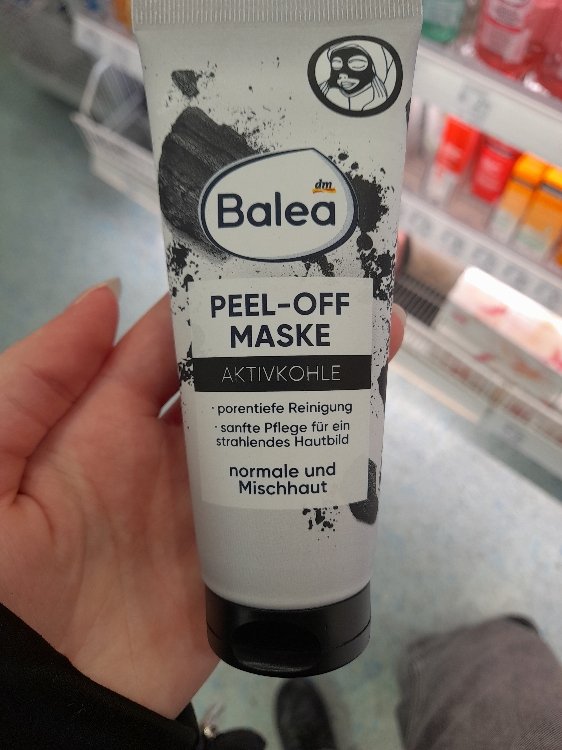 dm
Balea
PEEL-OFF
MASKE
AKTIVKOHLE
· porentiefe Reinigung
· sanfte Pflege für ein
strahlendes Hautbild
normale und
Mischhaut